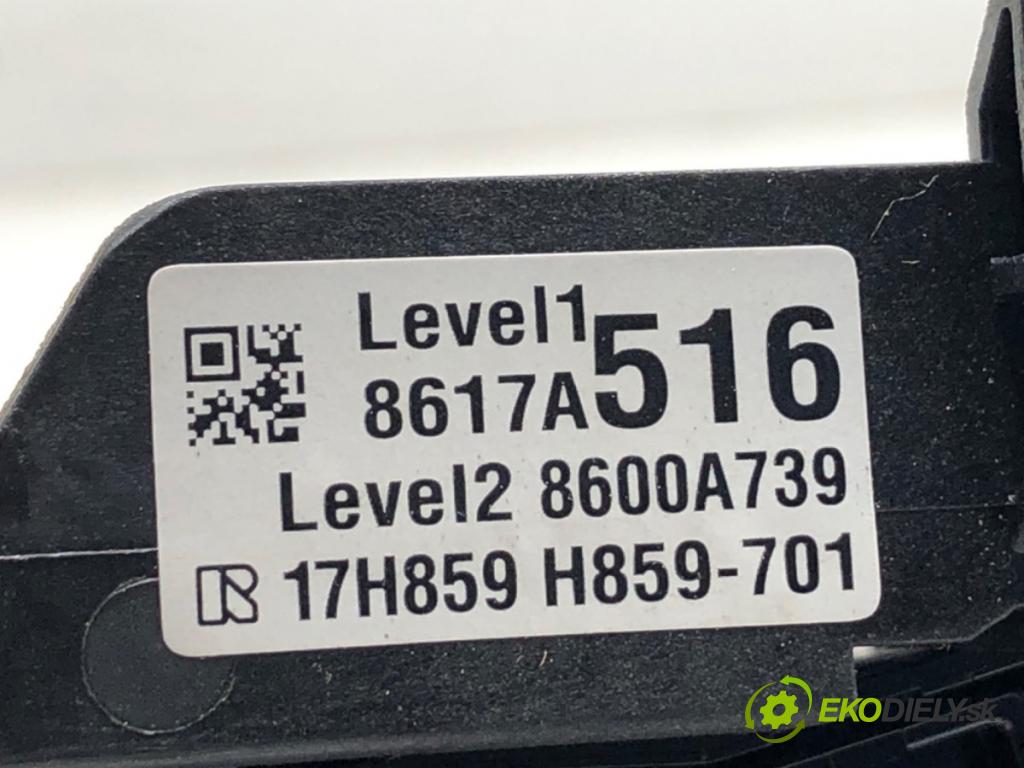 Level1
8617A516
Level2 8600A739
R 17H859 H859-701
EKODIELY.sk